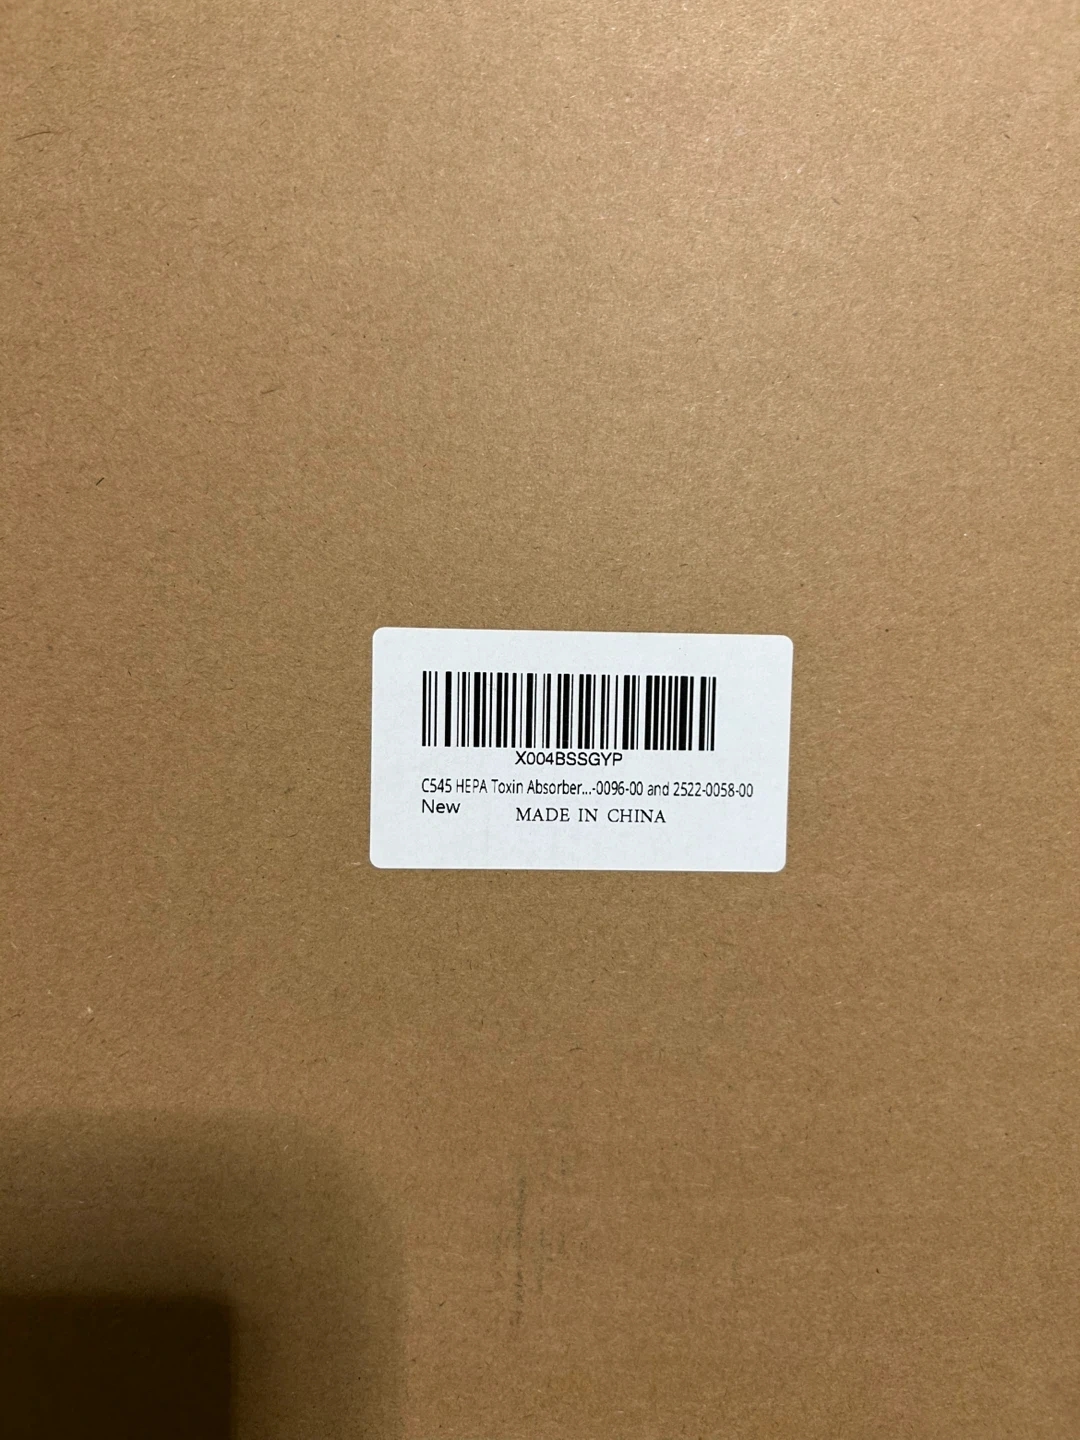 X004BSSGYP
C545 HEPA Toxin Absorber...-0096-00 and 2522-0058-00
New
MADE IN CHINA